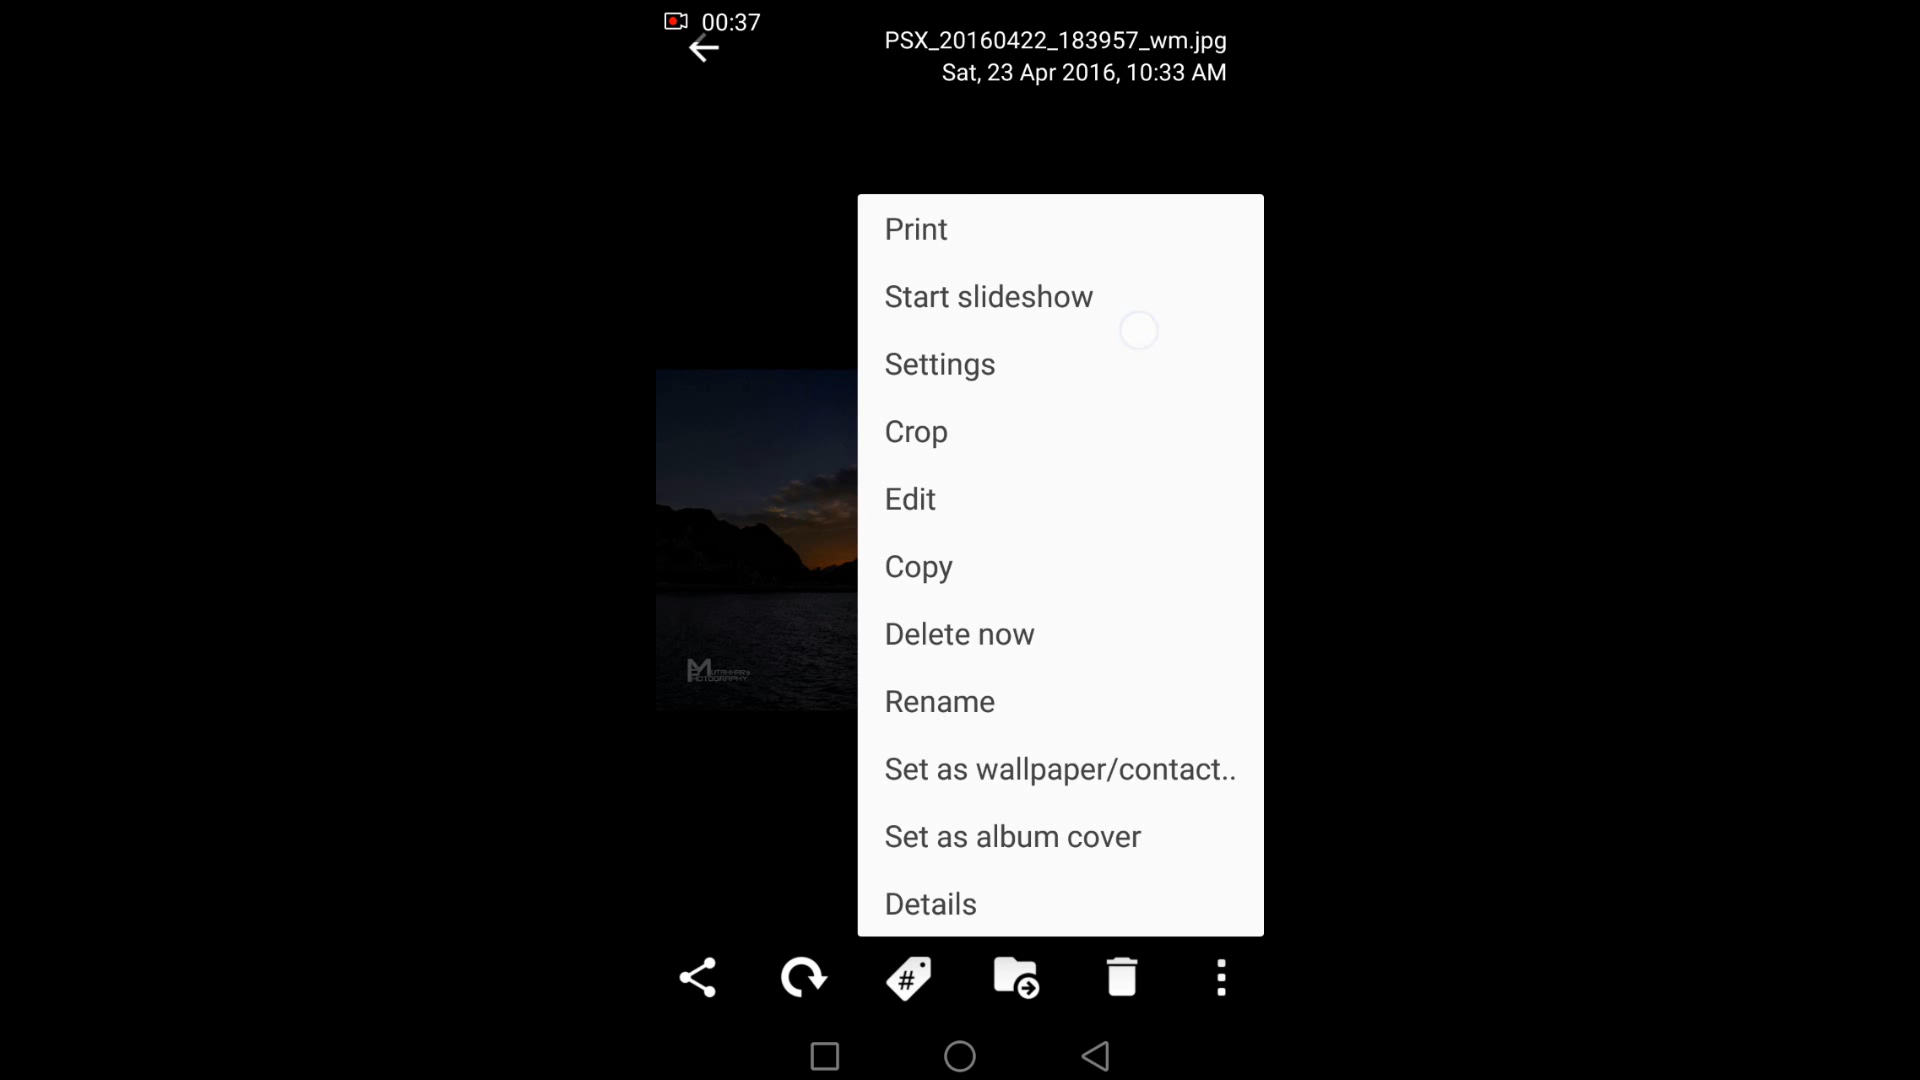 00:37
PSX_20160422_183957_wm.jpg
Sat, 23 Apr 2016, 10:33 AM
Print
Start slideshow
Settings
Crop
Edit
Copy
Delete now
Rename
Set as wallpaper/contact..
Set as album cover
Details
#